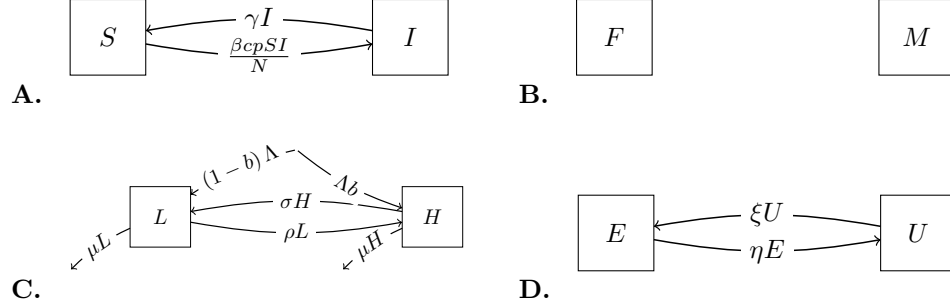 S γI I
βcpSI/N
F M
A. B.
(1 − b) Λ Λb
L σH H
ρL
μL μH
E ξU U
ηE
C. D.